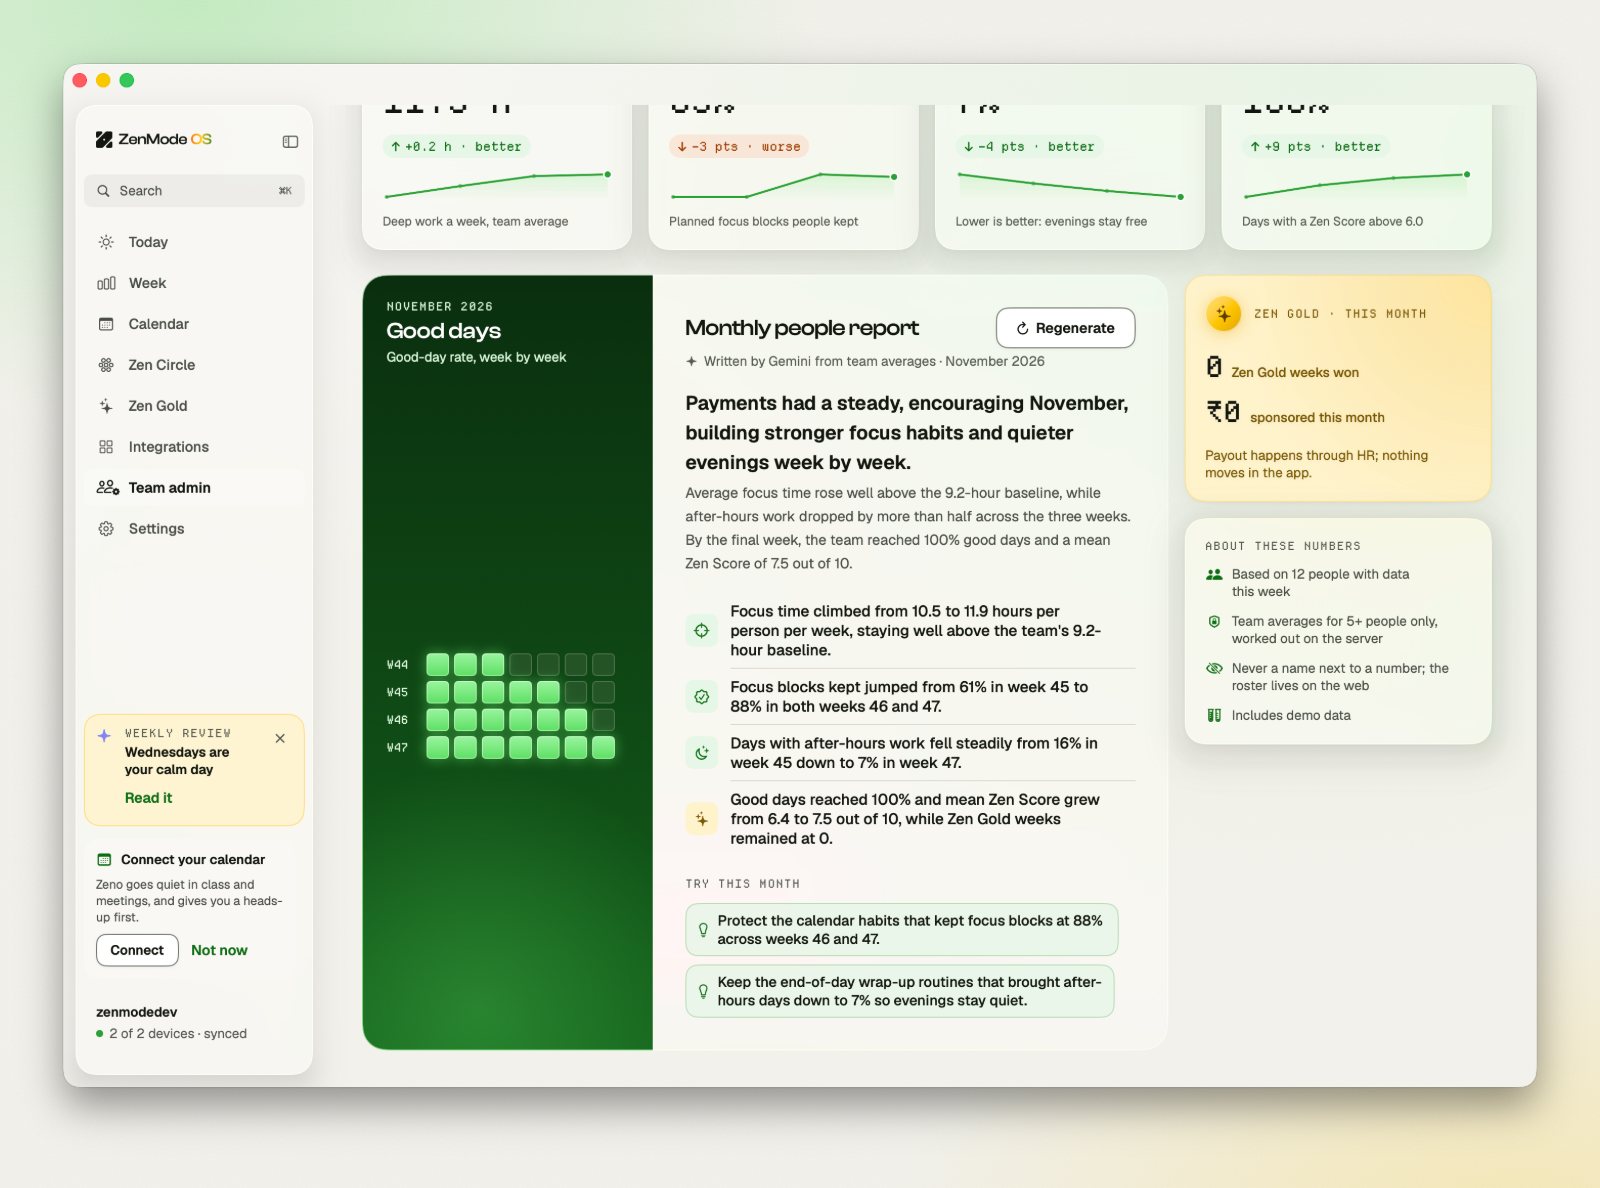 ZenMode OS
Search ⌘K
Today
Week
Calendar
Zen Circle
Zen Gold
Integrations
Team admin
Settings
WEEKLY REVIEW
Wednesdays are
your calm day
Read it
Connect your calendar
Zeno goes quiet in class and
meetings, and gives you a heads-
up first.
Connect Not now
zenmodedev
2 of 2 devices · synced
↑ +0.2 h · better
Deep work a week, team average
↓ −3 pts · worse
Planned focus blocks people kept
↓ −4 pts · better
Lower is better: evenings stay free
↑ +9 pts · better
Days with a Zen Score above 6.0
NOVEMBER 2026
Good days
Good-day rate, week by week
W44
W45
W46
W47
Monthly people report
Regenerate
Written by Gemini from team averages · November 2026
Payments had a steady, encouraging November,
building stronger focus habits and quieter
evenings week by week.
Average focus time rose well above the 9.2-hour baseline, while
after-hours work dropped by more than half across the three weeks.
By the final week, the team reached 100% good days and a mean
Zen Score of 7.5 out of 10.
Focus time climbed from 10.5 to 11.9 hours per
person per week, staying well above the team's 9.2-
hour baseline.
Focus blocks kept jumped from 61% in week 45 to
88% in both weeks 46 and 47.
Days with after-hours work fell steadily from 16% in
week 45 down to 7% in week 47.
Good days reached 100% and mean Zen Score grew
from 6.4 to 7.5 out of 10, while Zen Gold weeks
remained at 0.
TRY THIS MONTH
Protect the calendar habits that kept focus blocks at 88%
across weeks 46 and 47.
Keep the end-of-day wrap-up routines that brought after-
hours days down to 7% so evenings stay quiet.
ZEN GOLD · THIS MONTH
0 Zen Gold weeks won
₹0 sponsored this month
Payout happens through HR; nothing
moves in the app.
ABOUT THESE NUMBERS
Based on 12 people with data
this week
Team averages for 5+ people only,
worked out on the server
Never a name next to a number; the
roster lives on the web
Includes demo data